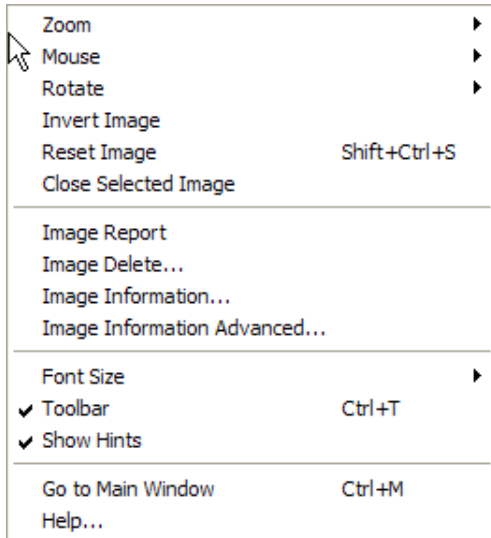 Zoom
Mouse
Rotate
Invert Image
Reset Image Shift+Ctrl+S
Close Selected Image
Image Report
Image Delete...
Image Information...
Image Information Advanced...
Font Size
Toolbar Ctrl+T
Show Hints
Go to Main Window Ctrl+M
Help...